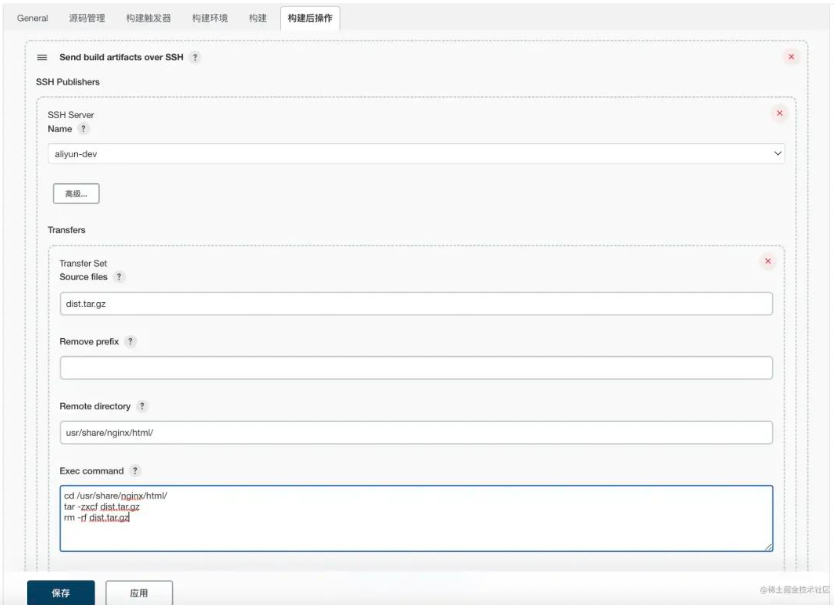 General 源码管理 构建触发器 构建环境 构建 构建后操作
Send build artifacts over SSH ?
SSH Publishers
SSH Server
Name ?
aliyun-dev
高级...
Transfers
Transfer Set
Source files ?
dist.tar.gz
Remove prefix ?
Remote directory ?
usr/share/nginx/html/
Exec command ?
cd /usr/share/nginx/html/
tar -zxcf dist.tar.gz
rm -rf dist.tar.gz
保存 应用
@稀土掘金技术社区